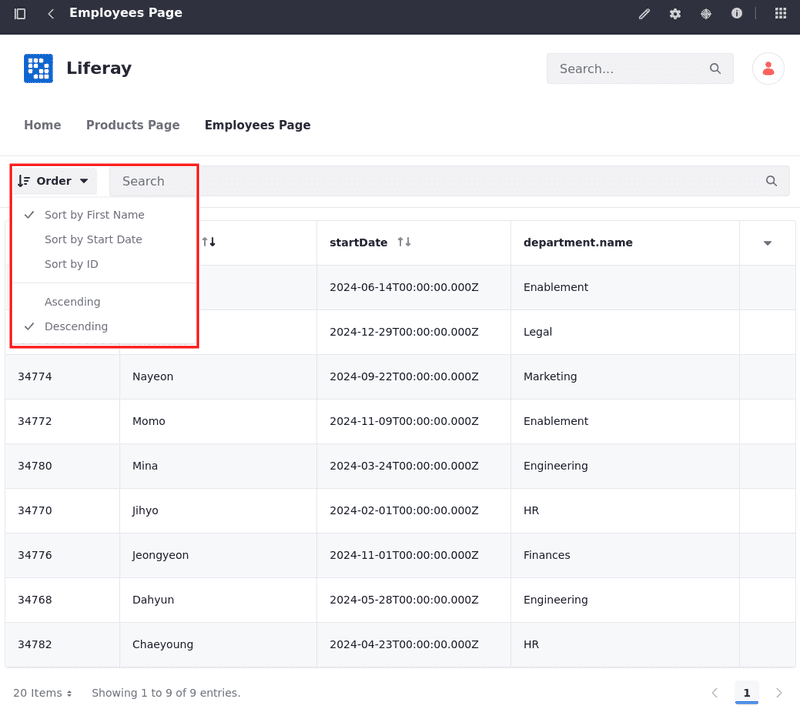 Employees Page
Liferay
Search...
Home Products Page Employees Page
Order Search
Sort by First Name
Sort by Start Date
Sort by ID
Ascending
Descending
startDate department.name
2024-06-14T00:00:00.000Z Enablement
2024-12-29T00:00:00.000Z Legal
34774 Nayeon 2024-09-22T00:00:00.000Z Marketing
34772 Momo 2024-11-09T00:00:00.000Z Enablement
34780 Mina 2024-03-24T00:00:00.000Z Engineering
34770 Jihyo 2024-02-01T00:00:00.000Z HR
34776 Jeongyeon 2024-11-01T00:00:00.000Z Finances
34768 Dahyun 2024-05-28T00:00:00.000Z Engineering
34782 Chaeyoung 2024-04-23T00:00:00.000Z HR
20 Items Showing 1 to 9 of 9 entries. 1